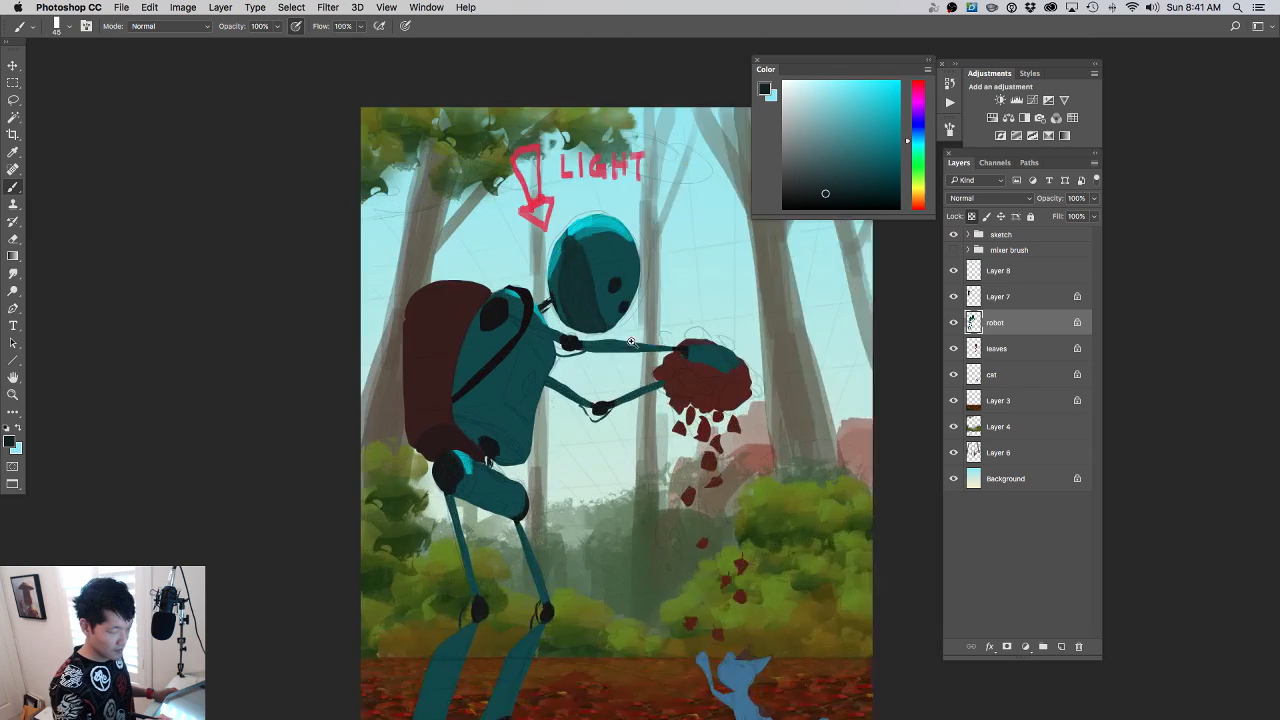 Photoshop CC File Edit Image Layer Type Select Filter 3D View Window Help Sun 8:41 AM
45 Mode: Normal Opacity: 100% Flow: 100%
Color
Adjustments Styles
Add an adjustment
Layers Channels Paths
Kind
Normal Opacity: 100%
Lock: Fill: 100%
sketch
mixer brush
Layer 8
Layer 7
robot
leaves
cat
Layer 3
Layer 4
Layer 6
Background
LIGHT